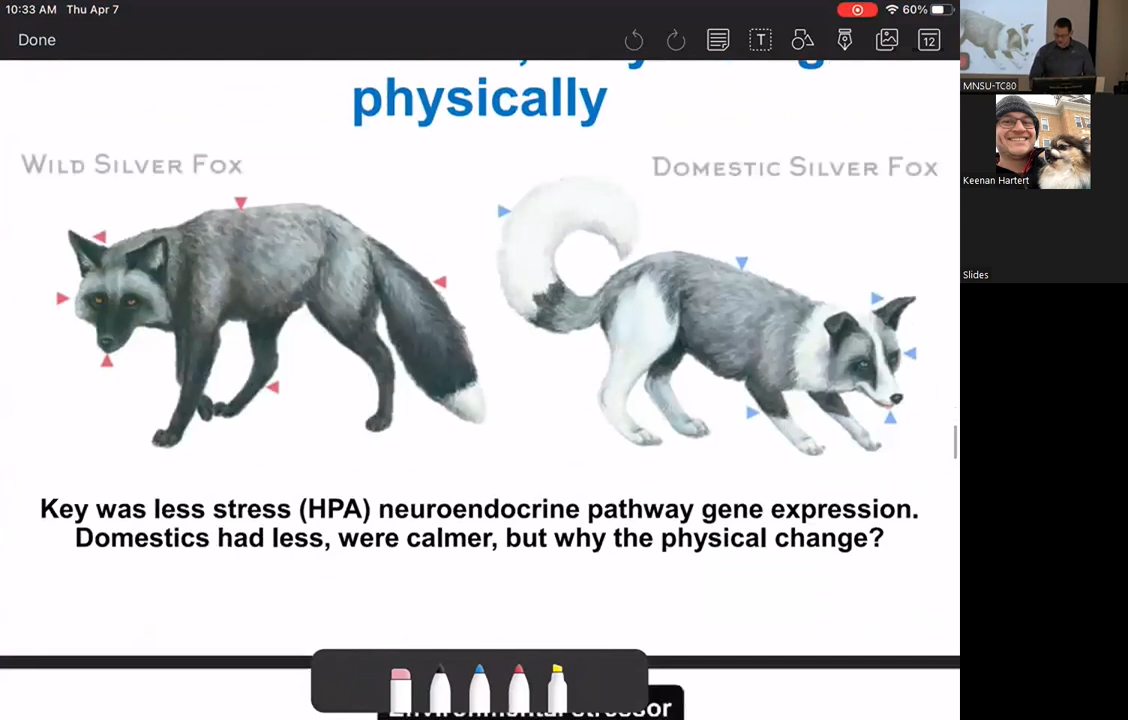 10:33 AM Thu Apr 7
60%
Done
T
12
physically
WILD SILVER FOX
DOMESTIC SILVER FOX
Key was less stress (HPA) neuroendocrine pathway gene expression.
Domestics had less, were calmer, but why the physical change?
MNSU-TC80
Keenan Hartert
Slides